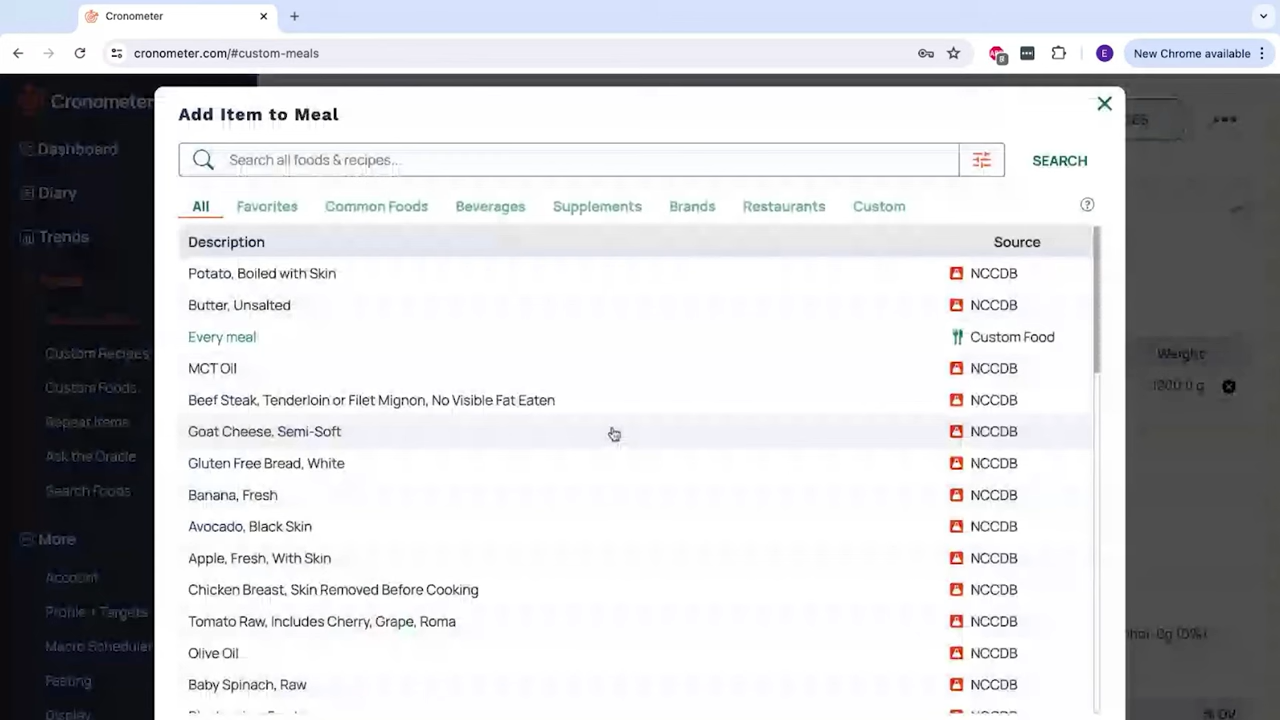 Cronometer
cronometer.com/#custom-meals
E
New Chrome available
Add Item to Meal
Search all foods & recipes...
SEARCH
All Favorites Common Foods Beverages Supplements Brands Restaurants Custom
Description Source
Potato, Boiled with Skin NCCDB
Butter, Unsalted NCCDB
Every meal Custom Food
MCT Oil NCCDB
Beef Steak, Tenderloin or Filet Mignon, No Visible Fat Eaten NCCDB
Goat Cheese, Semi-Soft NCCDB
Gluten Free Bread, White NCCDB
Banana, Fresh NCCDB
Avocado, Black Skin NCCDB
Apple, Fresh, With Skin NCCDB
Chicken Breast, Skin Removed Before Cooking NCCDB
Tomato Raw, Includes Cherry, Grape, Roma NCCDB
Olive Oil NCCDB
Baby Spinach, Raw NCCDB
Cronometer
Dashboard
Diary
Trends
Custom Recipes
Custom Foods
Repeat Items
Ask the Oracle
Search Foods
More
Account
Profile + Targets
Macro Scheduler
Fasting
Display
Weight
% DV